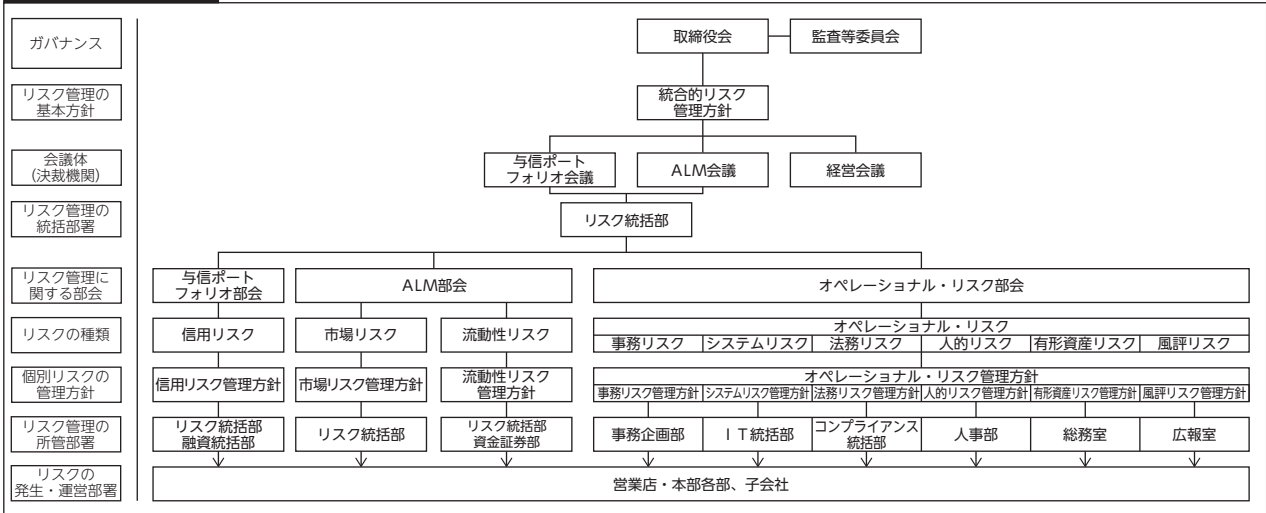 ガバナンス
取締役会
監査等委員会
リスク管理の
基本方針
統合的リスク
管理方針
会議体
(決裁機関)
与信ポート
フォリオ会議
ALM会議
経営会議
リスク管理の
統括部署
リスク統括部
リスク管理に
関する部会
与信ポート
フォリオ部会
ALM部会
オペレーショナル・リスク部会
リスクの種類
信用リスク
市場リスク
流動性リスク
オペレーショナル・リスク
事務リスク
システムリスク
法務リスク
人的リスク
有形資産リスク
風評リスク
個別リスクの
管理方針
信用リスク管理方針
市場リスク管理方針
流動性リスク
管理方針
オペレーショナル・リスク管理方針
事務リスク管理方針
システムリスク管理方針
法務リスク管理方針
人的リスク管理方針
有形資産リスク管理方針
風評リスク管理方針
リスク管理の
所管部署
リスク統括部
融資統括部
リスク統括部
リスク統括部
資金証券部
事務企画部
IT統括部
コンプライアンス
統括部
人事部
総務室
広報室
リスクの
発生・運営部署
営業店・本部各部、子会社